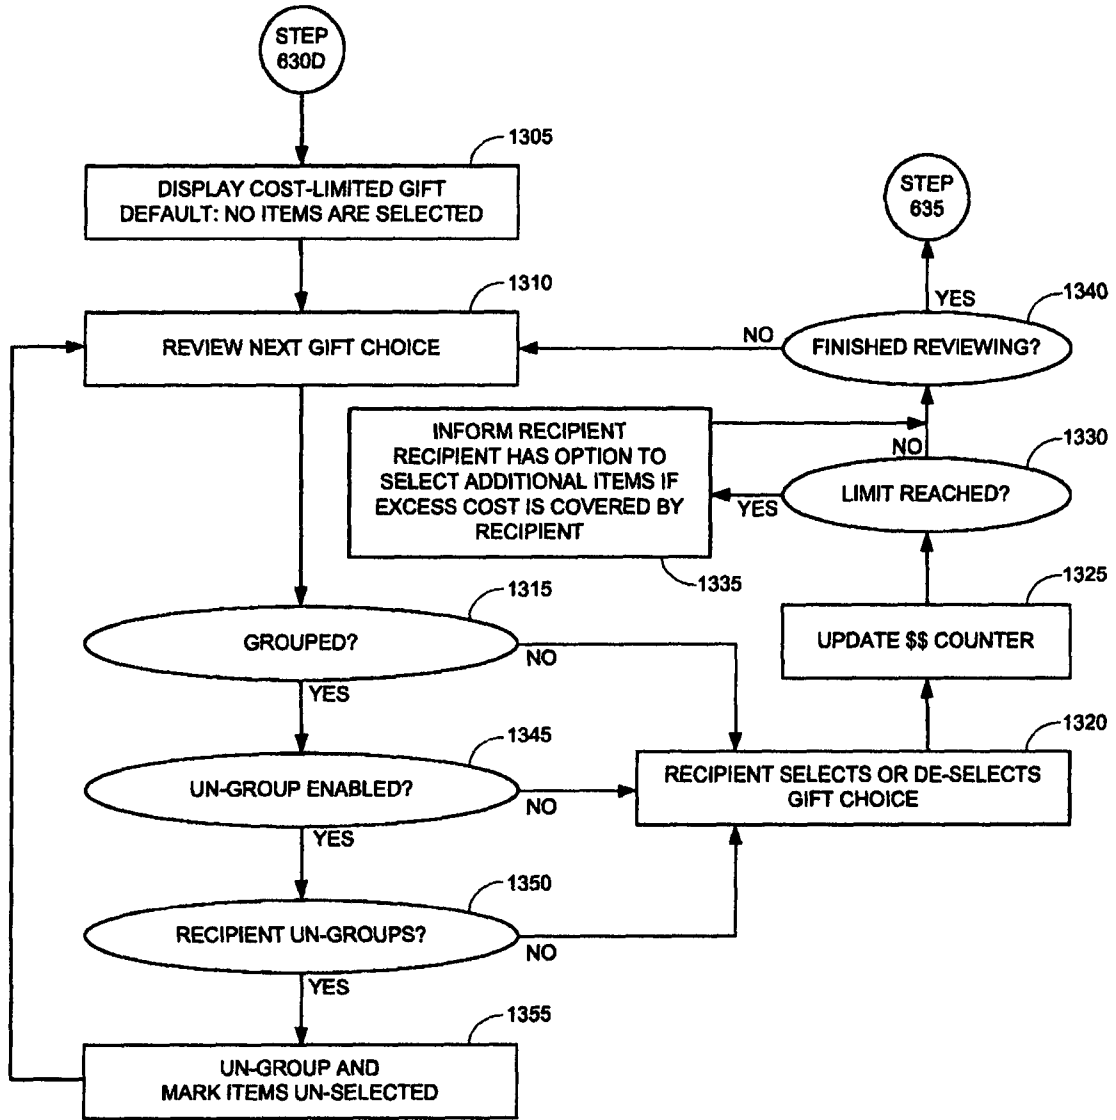 STEP
630D
1305
DISPLAY COST-LIMITED GIFT
DEFAULT: NO ITEMS ARE SELECTED
STEP
635
1310
REVIEW NEXT GIFT CHOICE
YES
1340
NO
FINISHED REVIEWING?
INFORM RECIPIENT
RECIPIENT HAS OPTION TO
SELECT ADDITIONAL ITEMS IF
EXCESS COST IS COVERED BY
RECIPIENT
NO
1330
YES
LIMIT REACHED?
1335
1325
UPDATE $$ COUNTER
1315
GROUPED?
NO
YES
1345
UN-GROUP ENABLED?
NO
YES
1320
RECIPIENT SELECTS OR DE-SELECTS
GIFT CHOICE
1350
RECIPIENT UN-GROUPS?
NO
YES
1355
UN-GROUP AND
MARK ITEMS UN-SELECTED